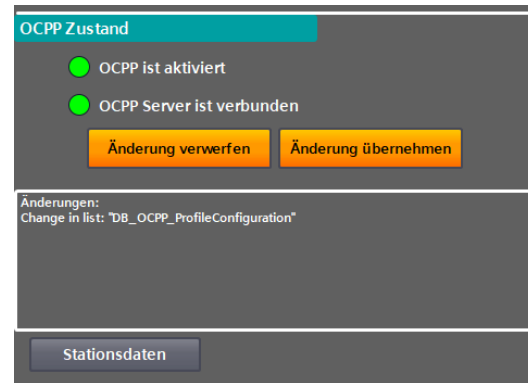 OCPP Zustand
OCPP ist aktiviert
OCPP Server ist verbunden
Änderung verwerfen Änderung übernehmen
Änderungen:
Change in list: "DB_OCPP_ProfileConfiguration"
Stationsdaten